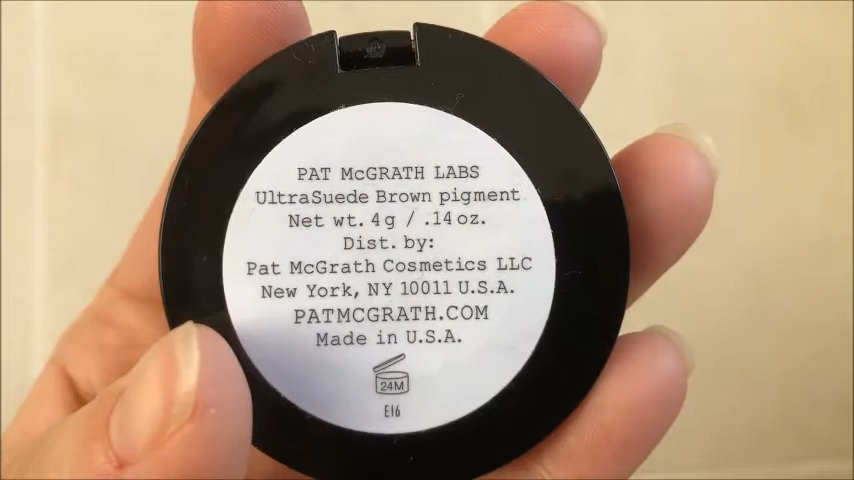 PAT McGRATH LABS
UltraSuede Brown pigment
Net wt. 4g / .14 oz.
Dist. by:
Pat McGrath Cosmetics LLC
New York, NY 10011 U.S.A.
PATMCGRATH.COM
Made in U.S.A.
24M
E16